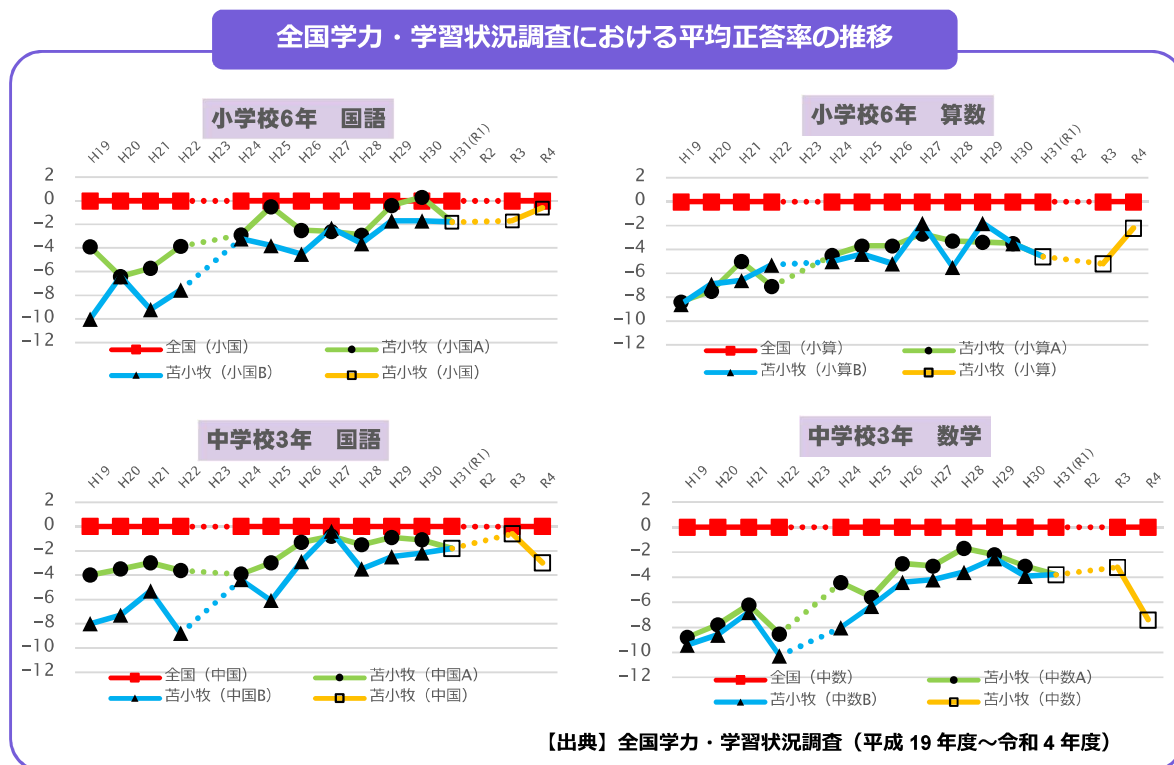 全国学力・学習状況調査における平均正答率の推移
小学校6年　国語
H19 H20 H21 H22 H23 H24 H25 H26 H27 H28 H29 H30 H31(R1) R2 R3 R4
2
0
-2
-4
-6
-8
-10
-12
全国（小国） 苫小牧（小国A）
苫小牧（小国B） 苫小牧（小国）
小学校6年　算数
H19 H20 H21 H22 H23 H24 H25 H26 H27 H28 H29 H30 H31(R1) R2 R3 R4
2
0
-2
-4
-6
-8
-10
-12
全国（小算） 苫小牧（小算A）
苫小牧（小算B） 苫小牧（小算）
中学校3年　国語
H19 H20 H21 H22 H23 H24 H25 H26 H27 H28 H29 H30 H31(R1) R2 R3 R4
2
0
-2
-4
-6
-8
-10
-12
全国（中国） 苫小牧（中国A）
苫小牧（中国B） 苫小牧（中国）
中学校3年　数学
H19 H20 H21 H22 H23 H24 H25 H26 H27 H28 H29 H30 H31(R1) R2 R3 R4
2
0
-2
-4
-6
-8
-10
-12
全国（中数） 苫小牧（中数A）
苫小牧（中数B） 苫小牧（中数）
【出典】全国学力・学習状況調査（平成 19 年度～令和 4 年度）